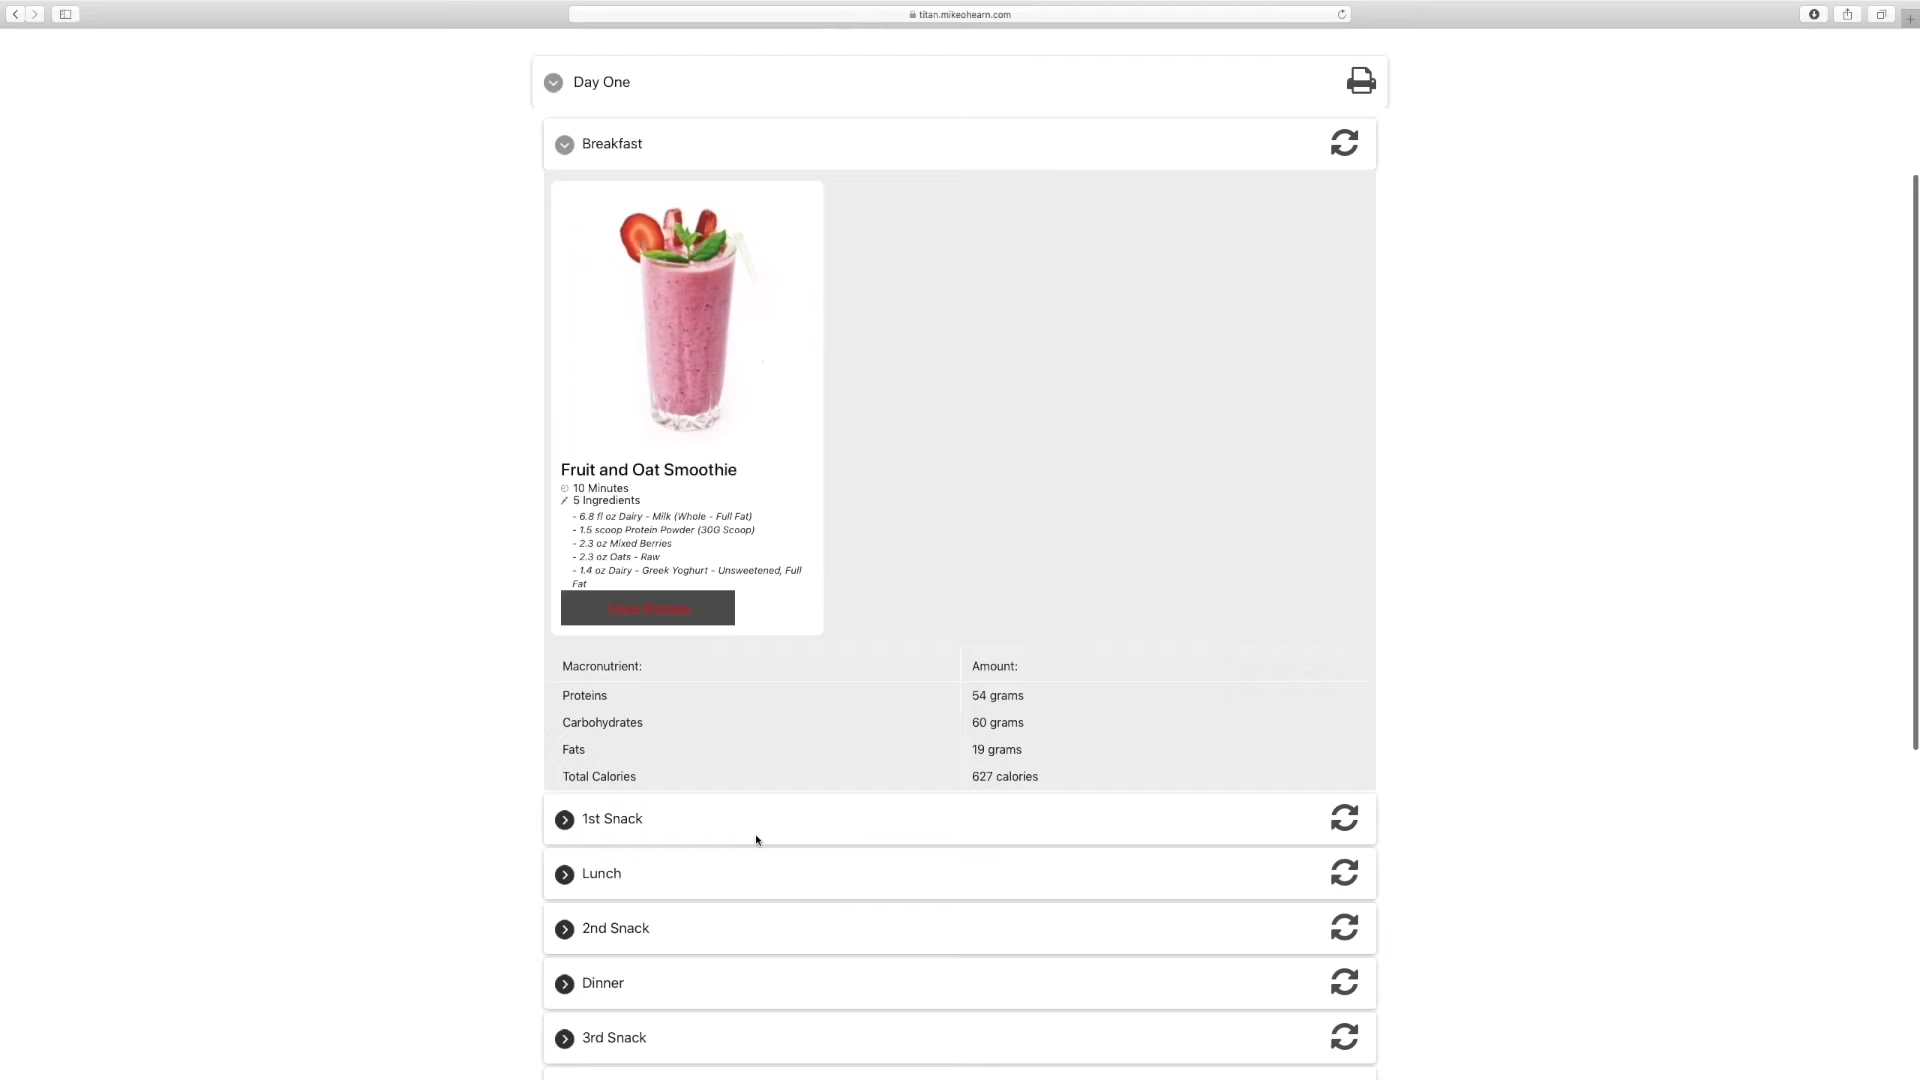 titan.mikeohearn.com
Day One
Breakfast
Fruit and Oat Smoothie
10 Minutes
5 Ingredients
- 6.8 fl oz Dairy - Milk (Whole - Full Fat)
- 1.5 scoop Protein Powder (30G Scoop)
- 2.3 oz Mixed Berries
- 2.3 oz Oats - Raw
- 1.4 oz Dairy - Greek Yoghurt - Unsweetened, Full
Fat
View Recipe
Macronutrient: Amount:
Proteins 54 grams
Carbohydrates 60 grams
Fats 19 grams
Total Calories 627 calories
1st Snack
Lunch
2nd Snack
Dinner
3rd Snack